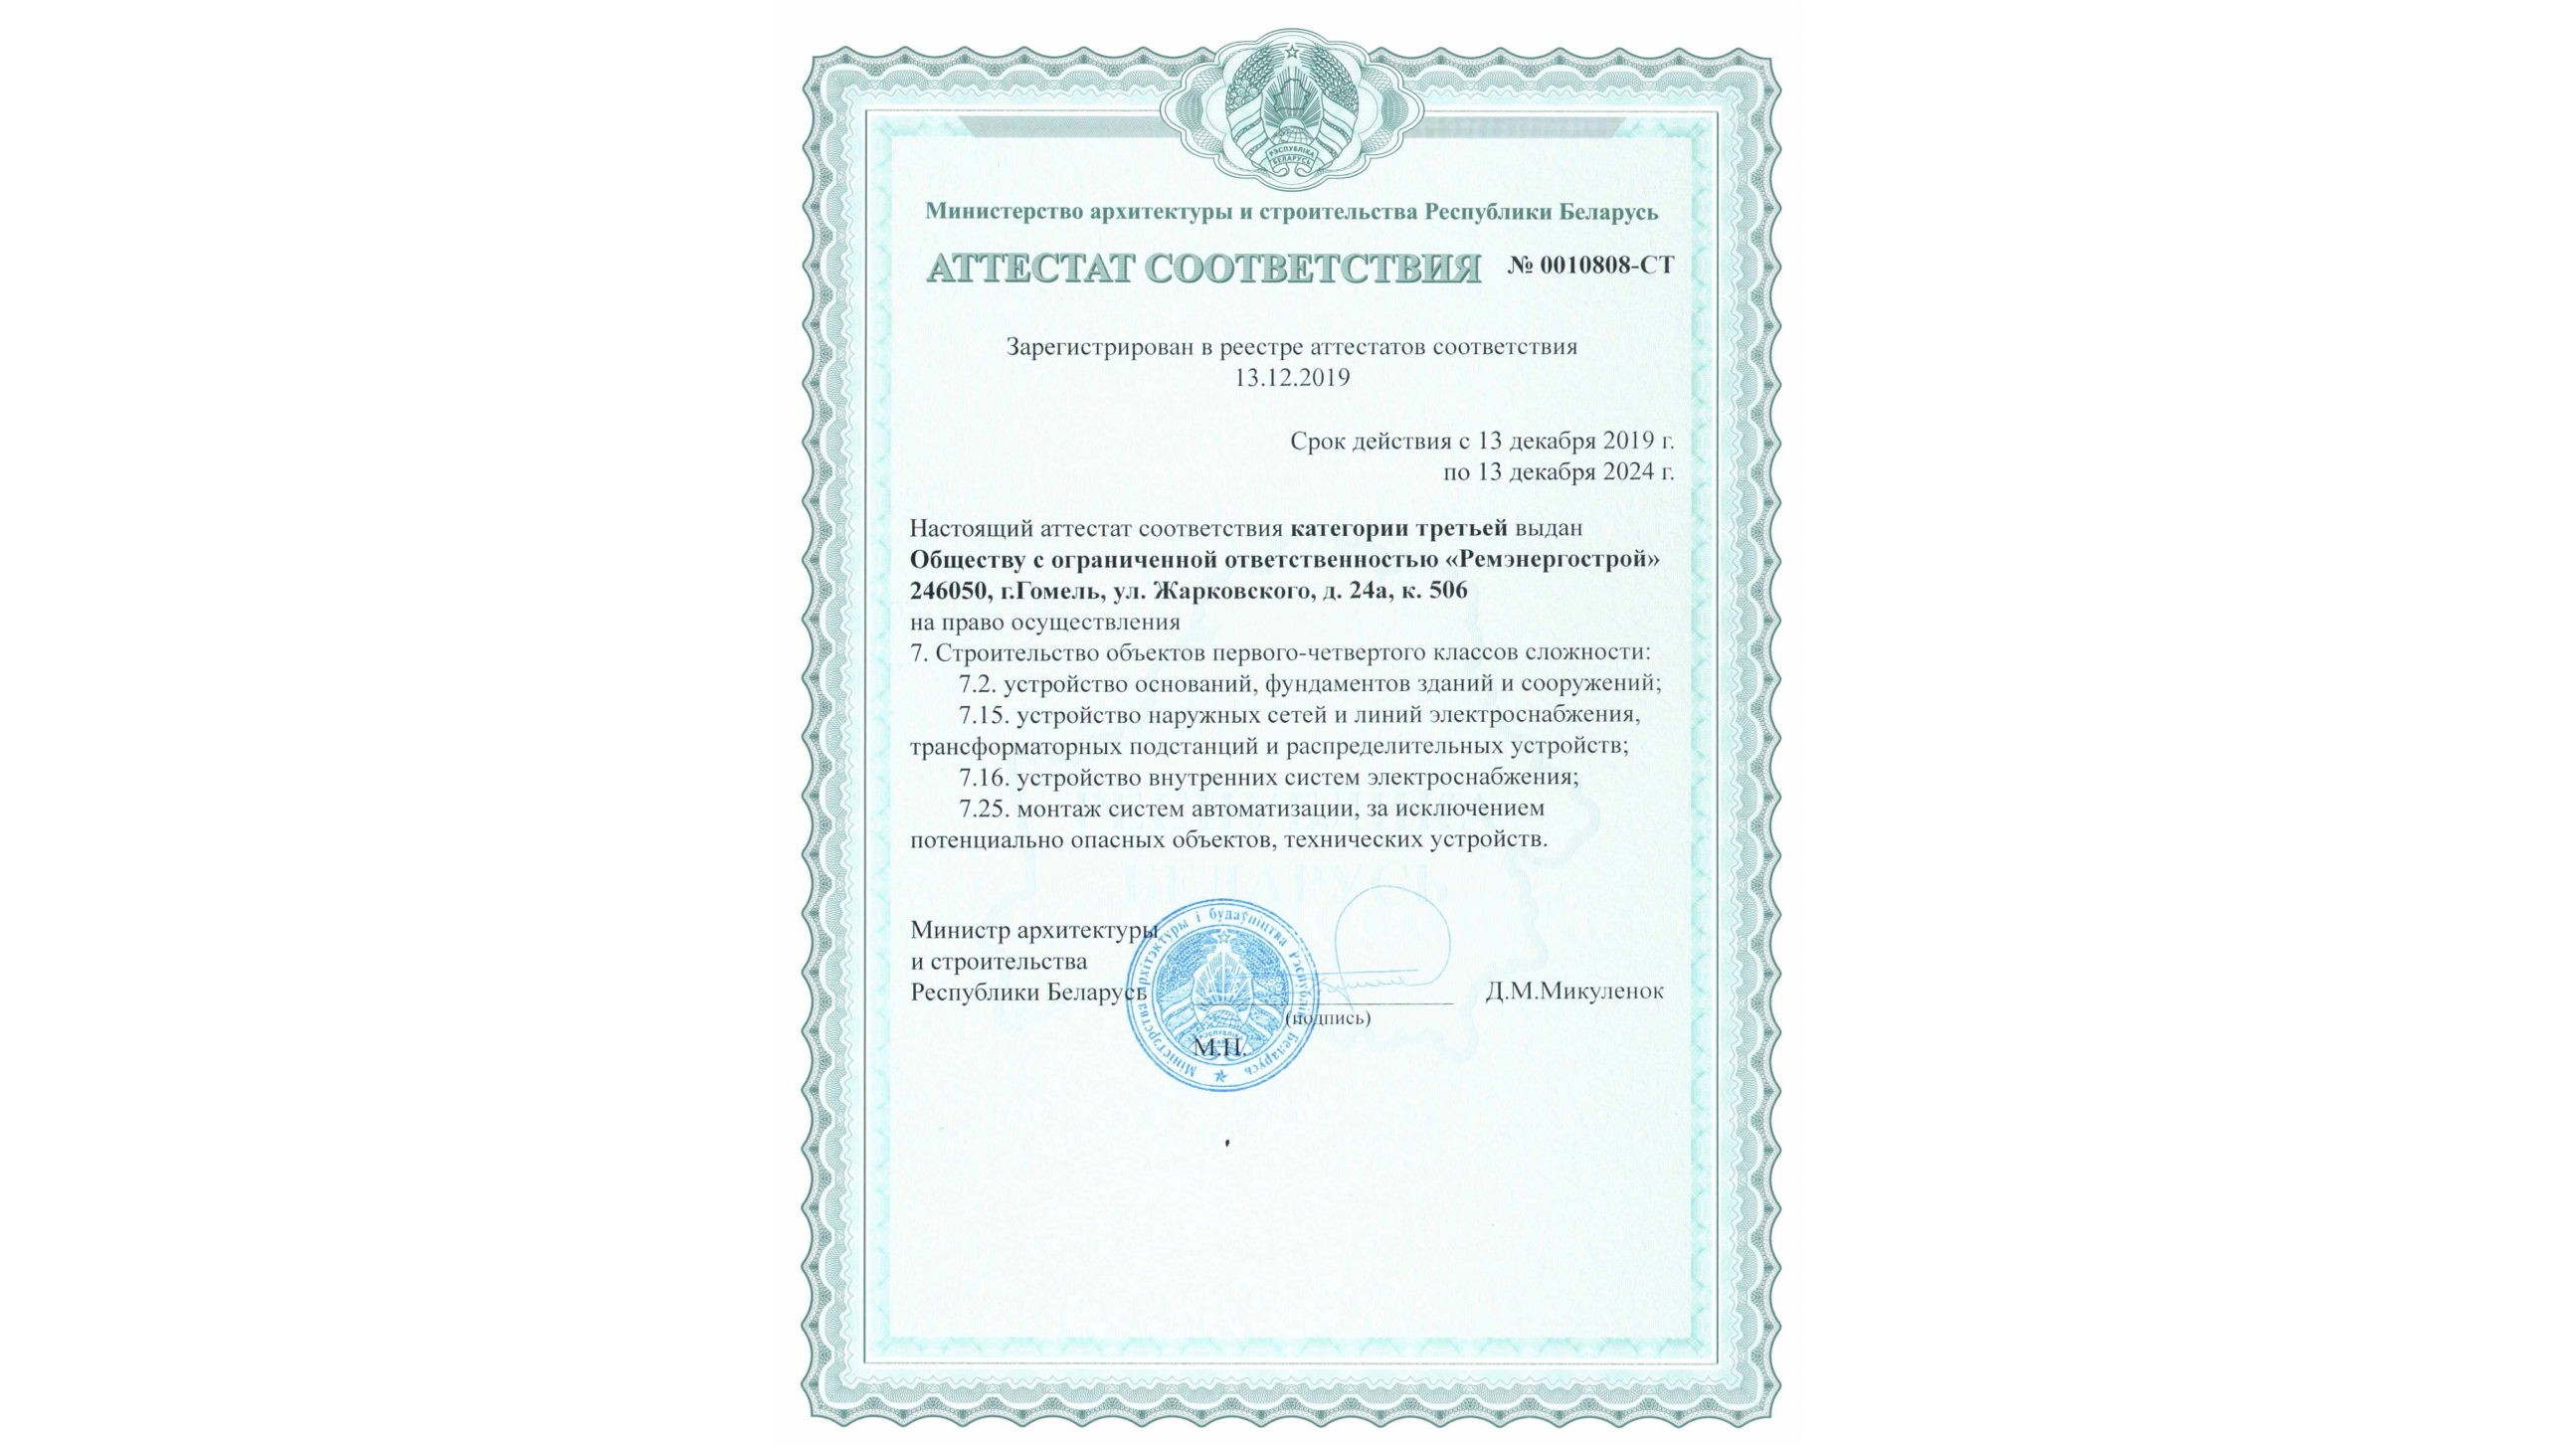 РЭСПУБЛІКА
БЕЛАРУСЬ
Министерство архитектуры и строительства Республики Беларусь
АТТЕСТАТ СООТВЕТСТВИЯ № 0010808-СТ
Зарегистрирован в реестре аттестатов соответствия
13.12.2019
Срок действия с 13 декабря 2019 г.
по 13 декабря 2024 г.
Настоящий аттестат соответствия категории третьей выдан
Обществу с ограниченной ответственностью «Ремэнергострой»
246050, г.Гомель, ул. Жарковского, д. 24а, к. 506
на право осуществления
7. Строительство объектов первого-четвертого классов сложности:
7.2. устройство оснований, фундаментов зданий и сооружений;
7.15. устройство наружных сетей и линий электроснабжения,
трансформаторных подстанций и распределительных устройств;
7.16. устройство внутренних систем электроснабжения;
7.25. монтаж систем автоматизации, за исключением
потенциально опасных объектов, технических устройств.
БЕЛАРУСЬ
Министр архитектуры
и строительства
Республики Беларусь
Д.М.Микуленок
(подпись)
М.П.
Міністэрства архітэктуры і будаўніцтва Рэспублікі Беларусь